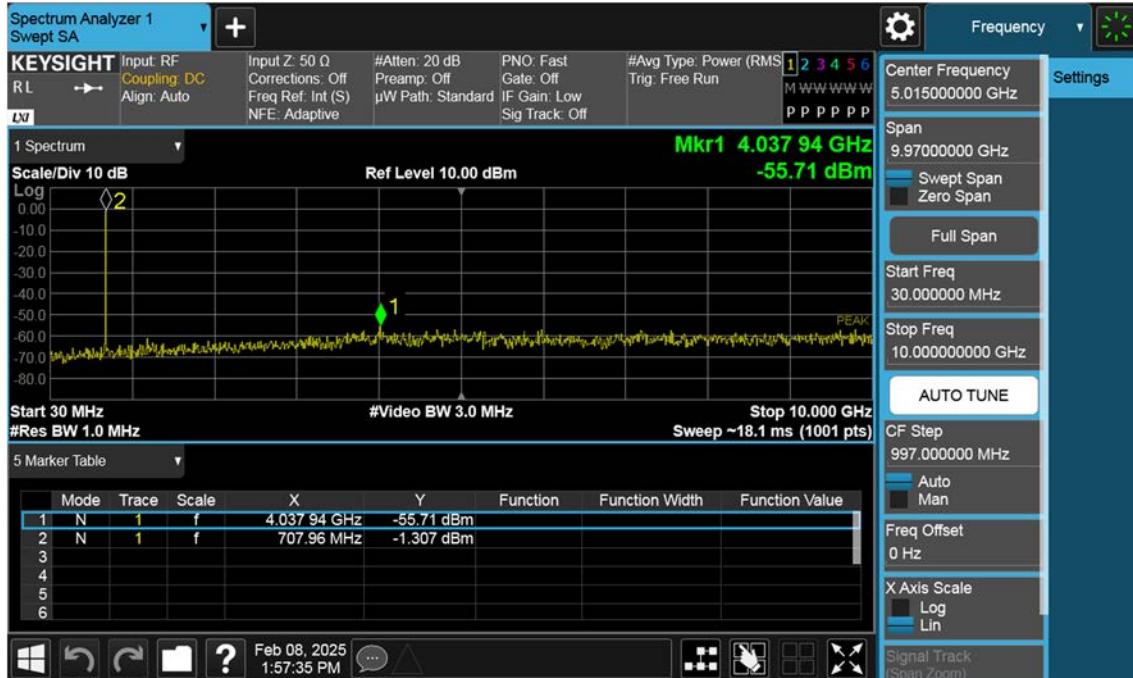 Spectrum Analyzer 1
Swept SA
Frequency
KEYSIGHT
R L
LXI
Input: RF
Coupling: DC
Align: Auto
Input Z: 50 Ω
Corrections: Off
Freq Ref: Int (S)
NFE: Adaptive
#Atten: 20 dB
Preamp: Off
µW Path: Standard
PNO: Fast
Gate: Off
IF Gain: Low
Sig Track: Off
#Avg Type: Power (RMS
Trig: Free Run
1 2 3 4 5 6
M W W W W W
P P P P P P
1 Spectrum
Scale/Div 10 dB
Ref Level 10.00 dBm
Mkr1 4.037 94 GHz
-55.71 dBm
Log
0.00
-10.0
-20.0
-30.0
-40.0
-50.0
-60.0
-70.0
-80.0
2
1
PEAK
Start 30 MHz
#Video BW 3.0 MHz
Stop 10.000 GHz
#Res BW 1.0 MHz
Sweep ~18.1 ms (1001 pts)
5 Marker Table
Mode Trace Scale X Y Function Function Width Function Value
1 N 1 f 4.037 94 GHz -55.71 dBm
2 N 1 f 707.96 MHz -1.307 dBm
3
4
5
6
?
Feb 08, 2025
1:57:35 PM
Center Frequency
5.015000000 GHz
Settings
Span
9.97000000 GHz
Swept Span
Zero Span
Full Span
Start Freq
30.000000 MHz
Stop Freq
10.000000000 GHz
AUTO TUNE
CF Step
997.000000 MHz
Auto
Man
Freq Offset
0 Hz
X Axis Scale
Log
Lin
Signal Track
(Span Zoom)